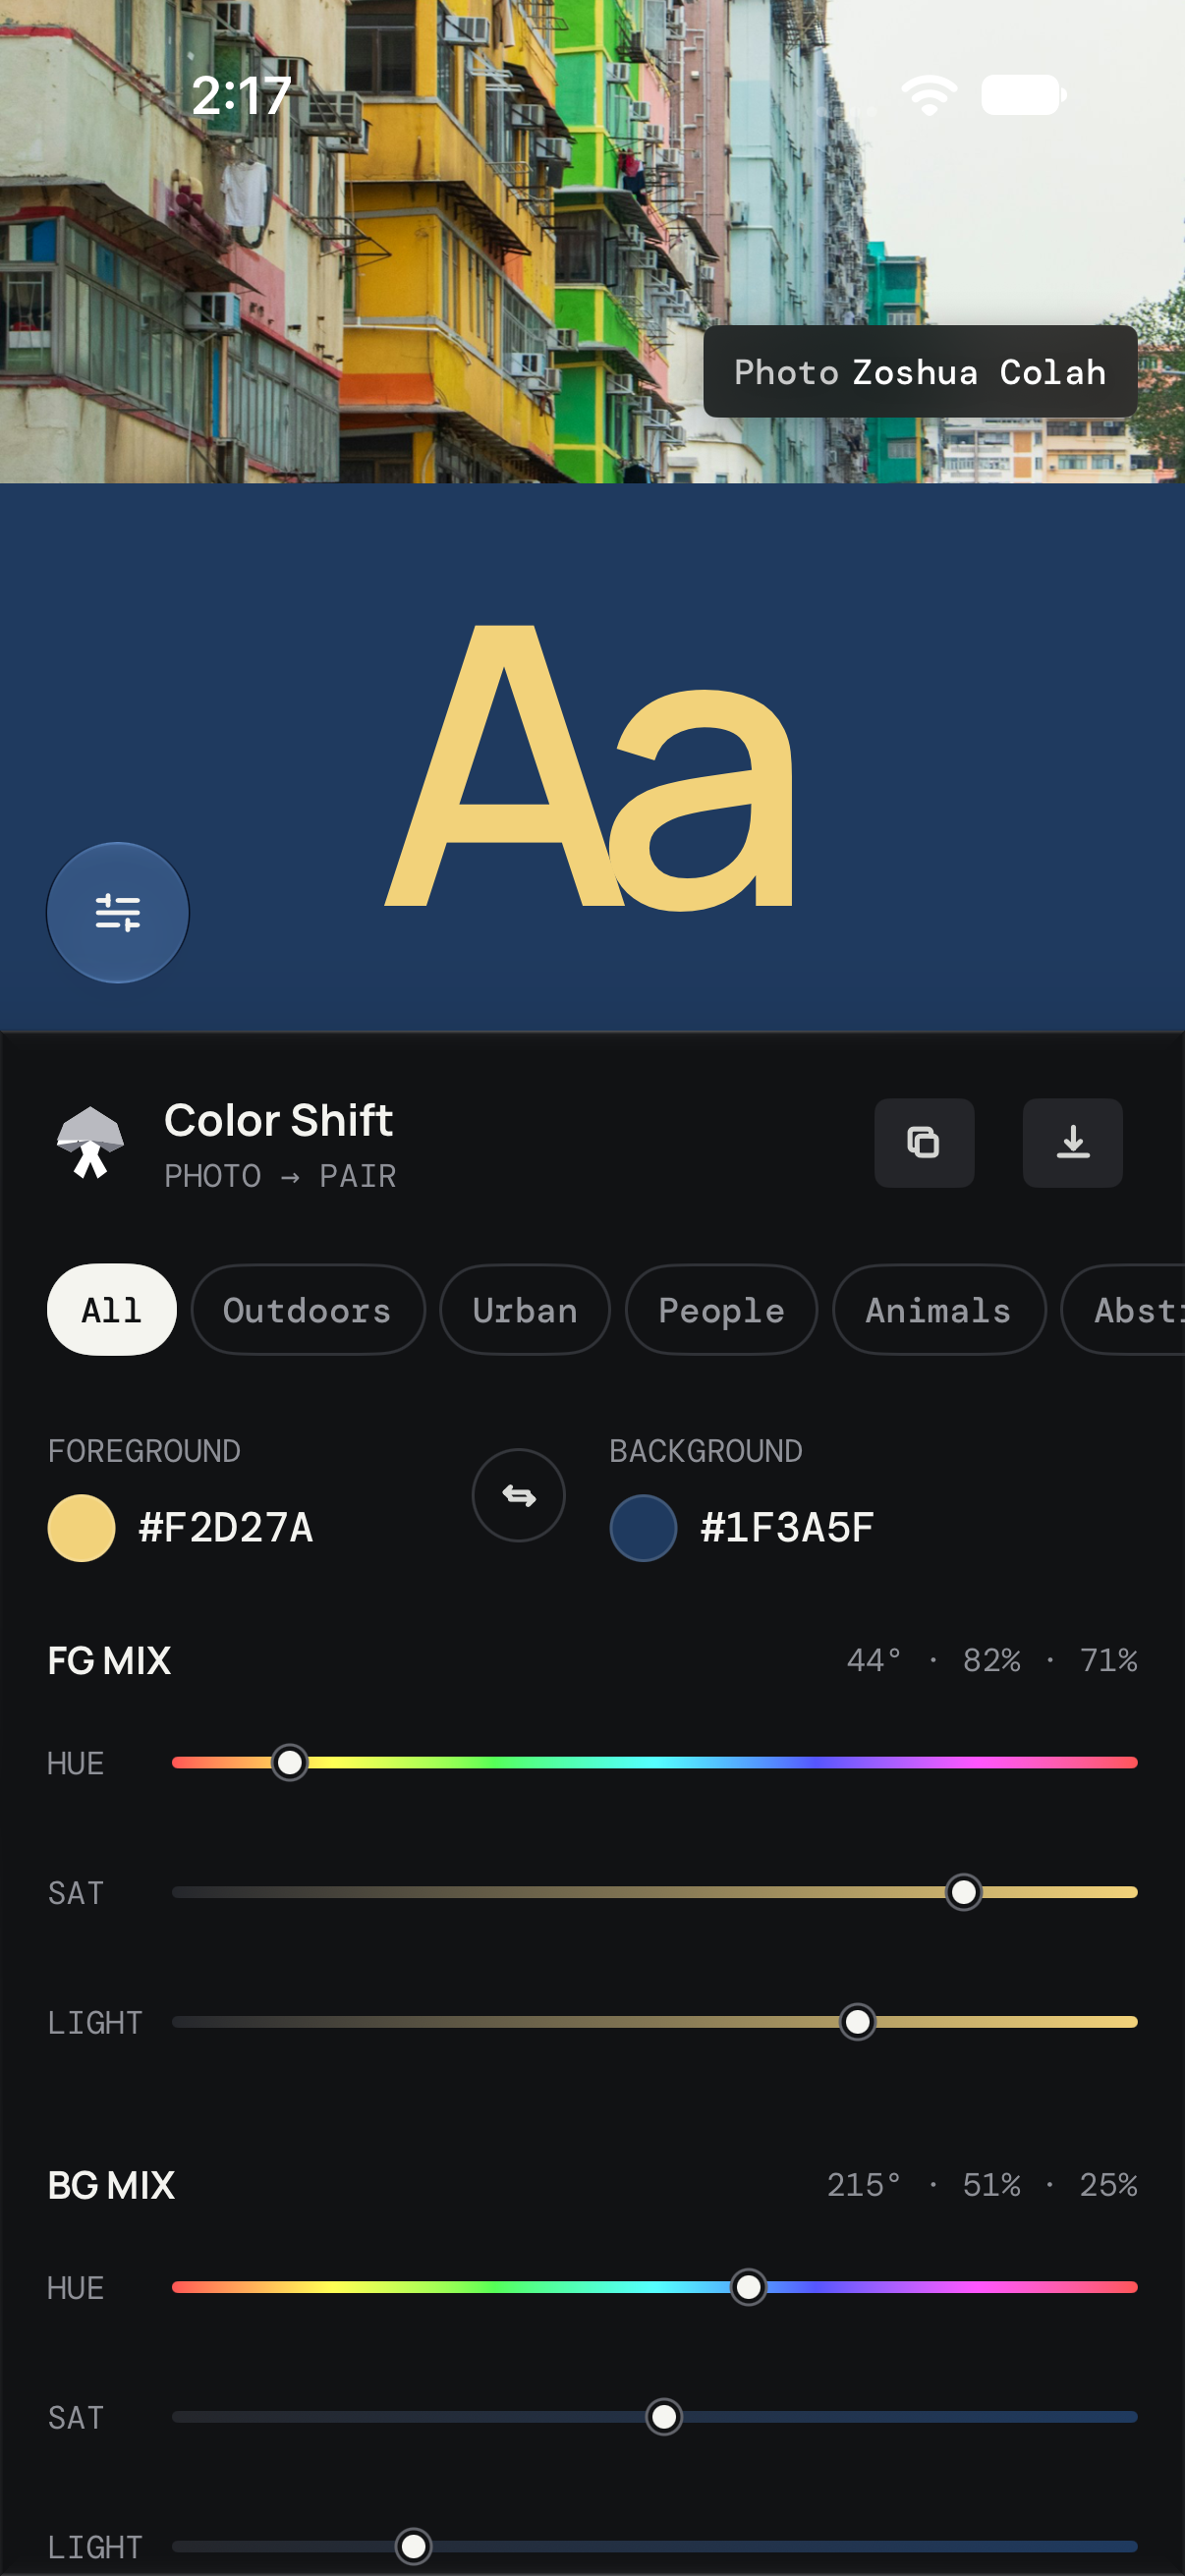 2:17
Photo Zoshua Colah
Aa
Color Shift
PHOTO → PAIR
All Outdoors Urban People Animals
FOREGROUND BACKGROUND
#F2D27A #1F3A5F
FG MIX 44° · 82% · 71%
HUE
SAT
LIGHT
BG MIX 215° · 51% · 25%
HUE
SAT
LIGHT